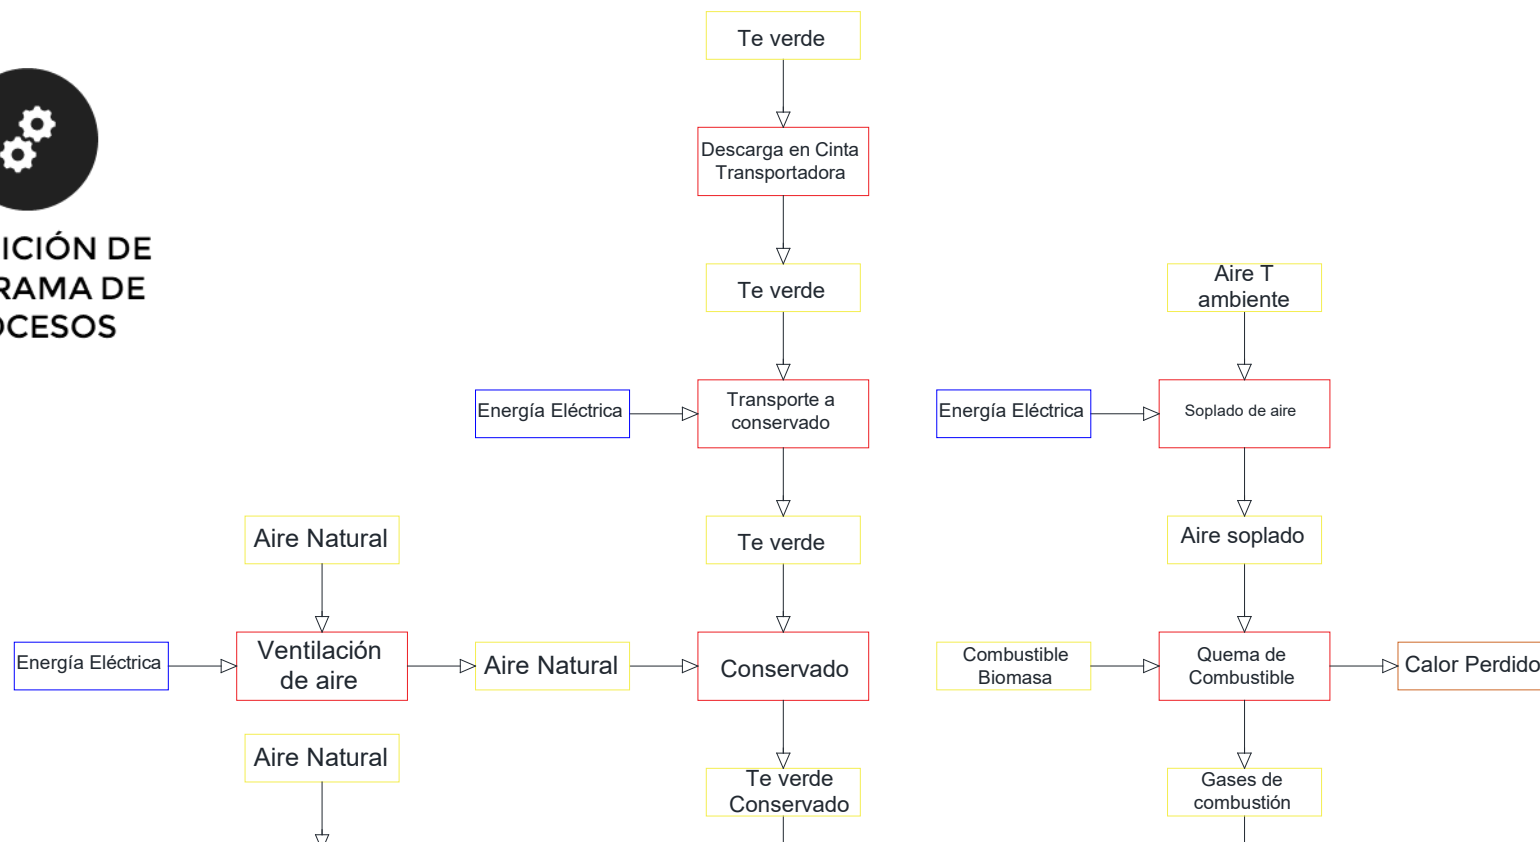 Te verde
Descarga en Cinta
Transportadora
ICIÓN DE
RAMA DE
OCESOS
Te verde
Aire T
ambiente
Energía Eléctrica
Transporte a
conservado
Energía Eléctrica
Soplado de aire
Aire Natural
Te verde
Aire soplado
Energía Eléctrica
Ventilación
de aire
Aire Natural
Conservado
Combustible
Biomasa
Quema de
Combustible
Calor Perdido
Aire Natural
Te verde
Conservado
Gases de
combustión